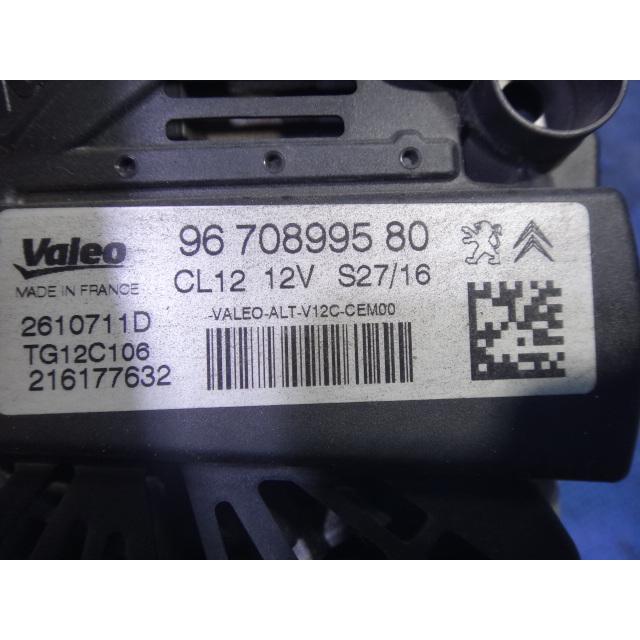 Valeo
MADE IN FRANCE
96 708995 80
CL12 12V S27/16
2610711D
TG12C106
216177632
-VALEO-ALT-V12C-CEM00